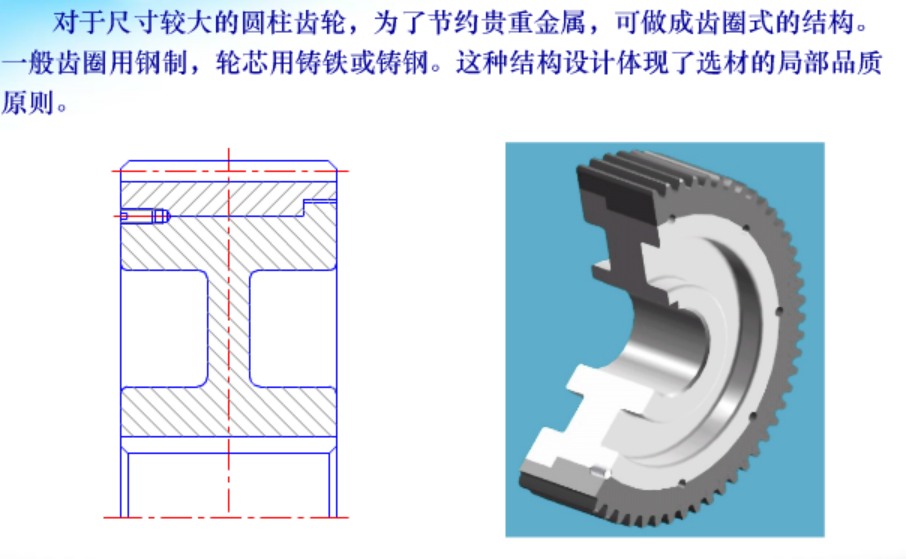 对于尺寸较大的圆柱齿轮，为了节约贵重金属，可做成齿圈式的结构。
一般齿圈用钢制，轮芯用铸铁或铸钢。这种结构设计体现了选材的局部品质
原则。